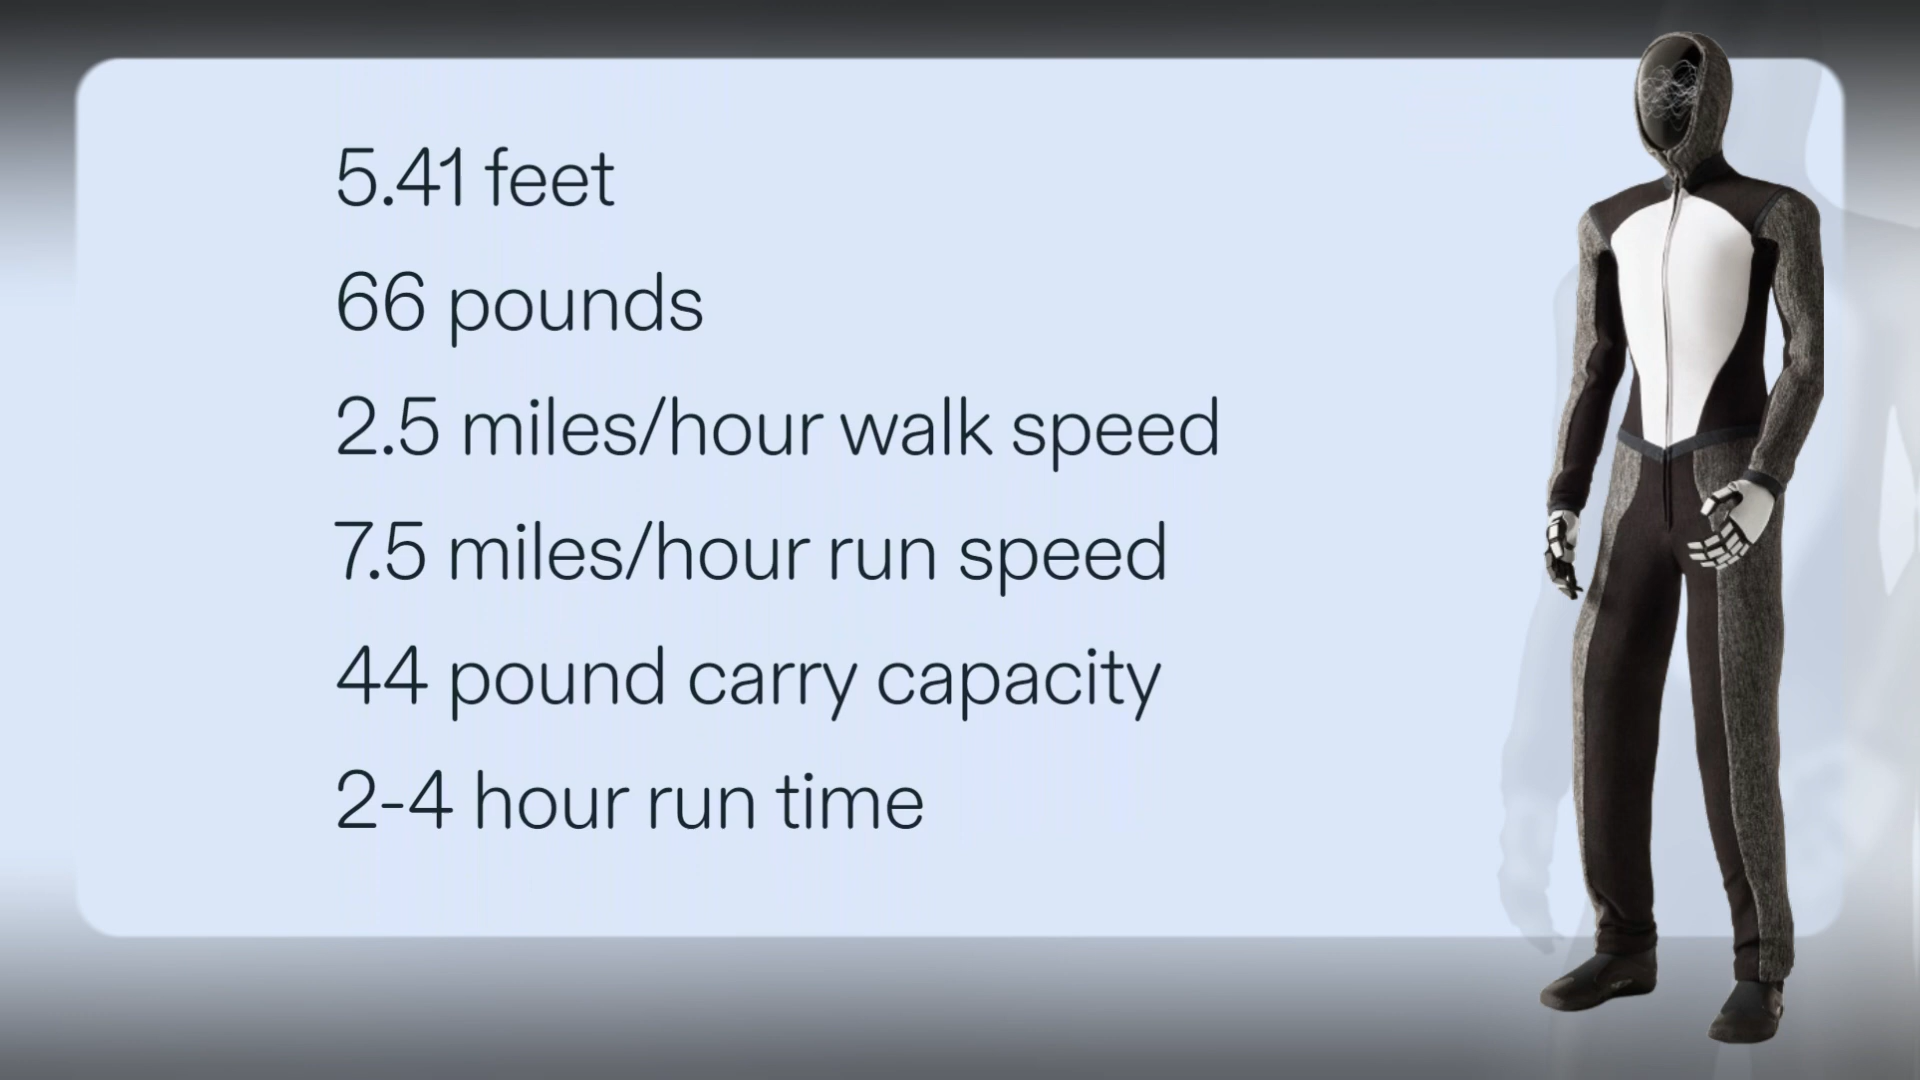 5.41 feet
66 pounds
2.5 miles/hour walk speed
7.5 miles/hour run speed
44 pound carry capacity
2-4 hour run time